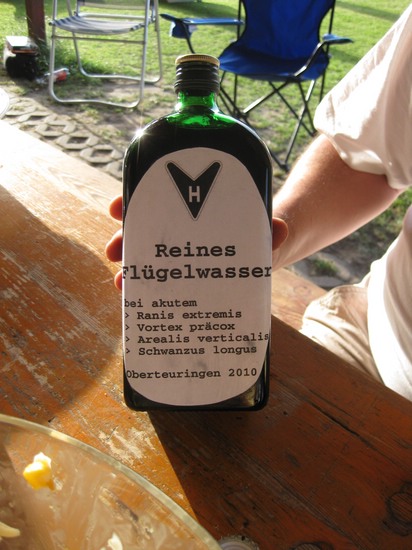 H
Reines
Flügelwasser
bei akutem
> Ranis extremis
> Vortex präcox
> Arealis verticalis
> Schwanzus longus
Oberteuringen 2010